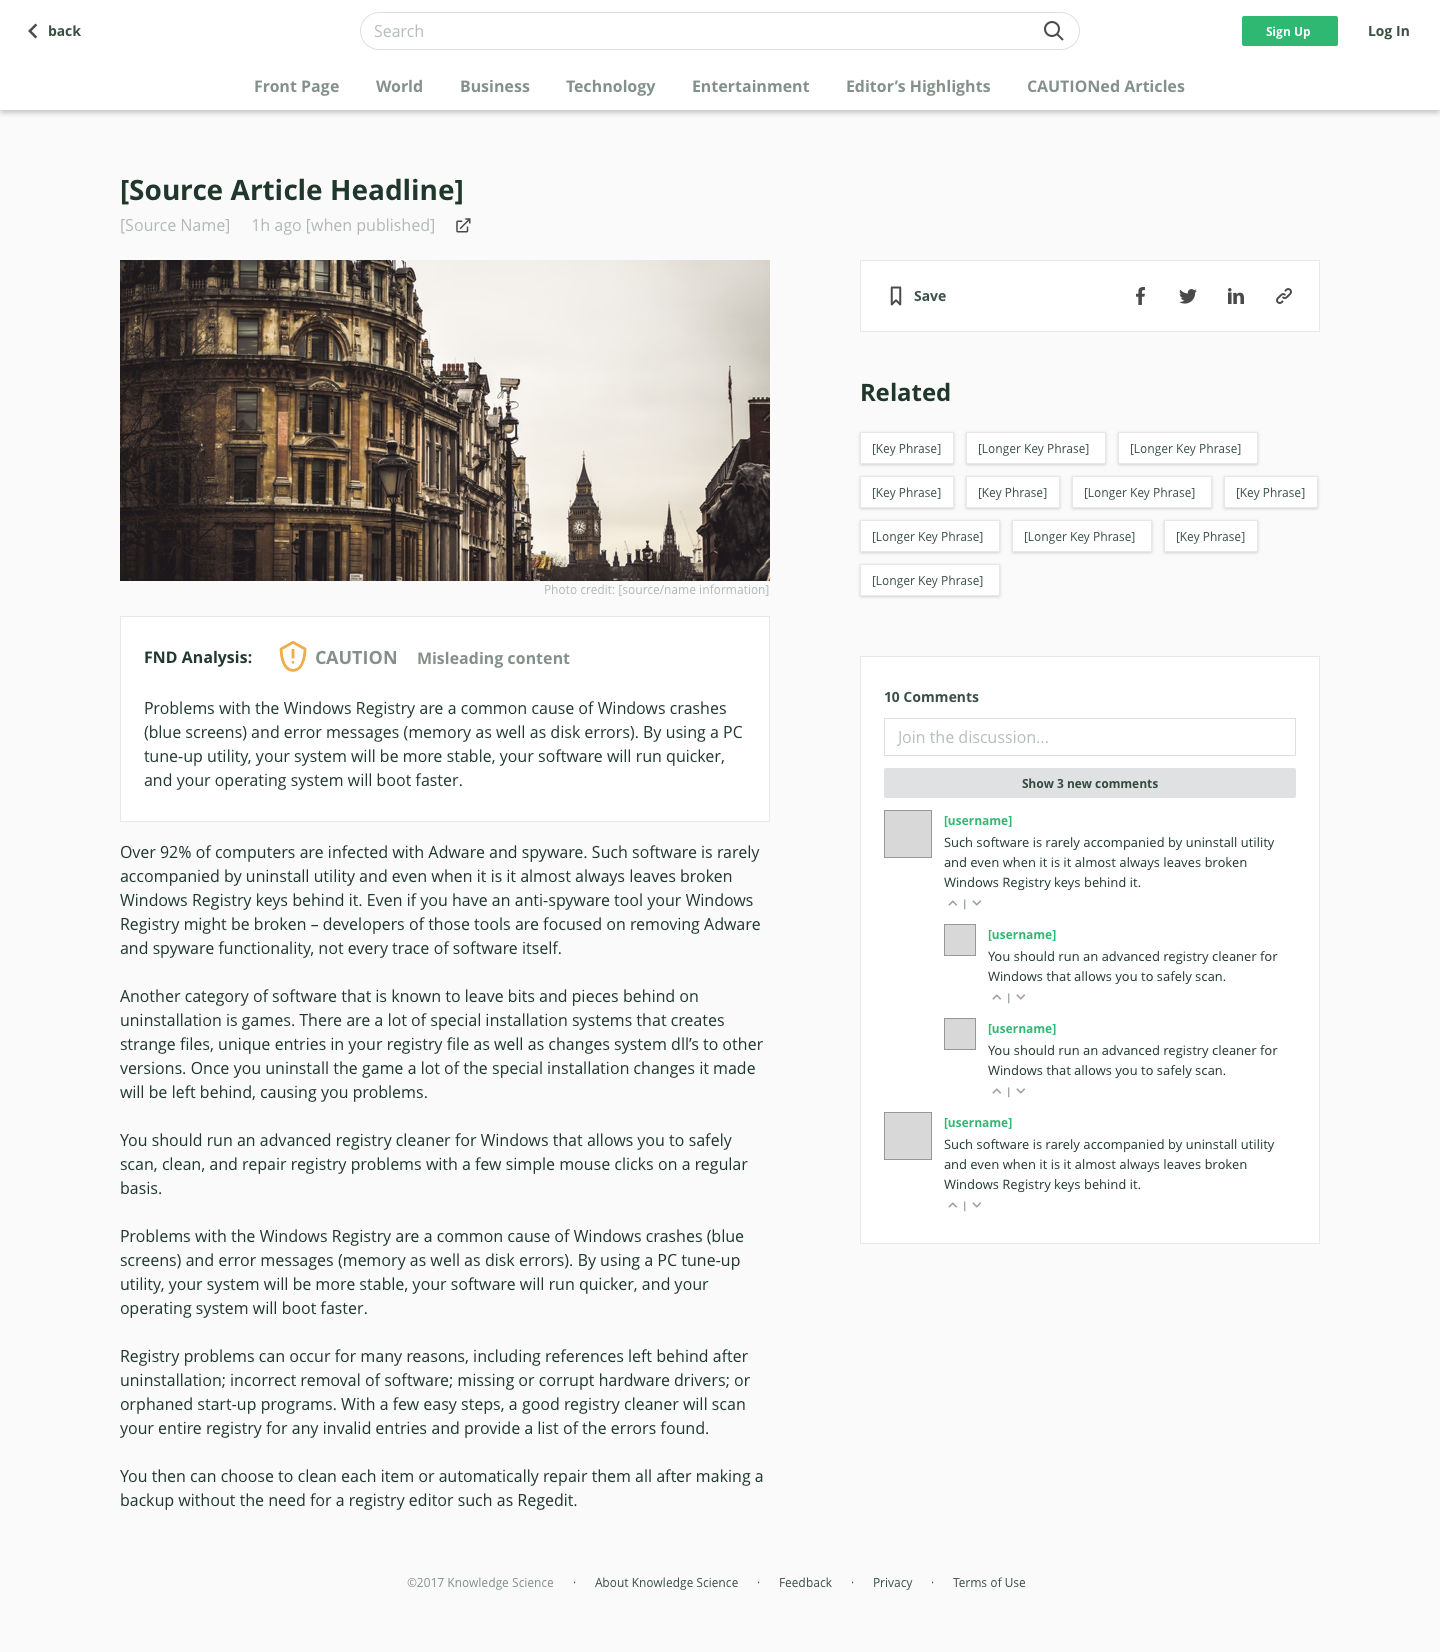 back
Search
Sign Up
Log In
Front Page
World
Business
Technology
Entertainment
Editor’s Highlights
CAUTIONed Articles
[Source Article Headline]
[Source Name]
1h ago [when published]
Photo credit: [source/name information]
FND Analysis:
CAUTION
Misleading content
Problems with the Windows Registry are a common cause of Windows crashes
(blue screens) and error messages (memory as well as disk errors). By using a PC
tune-up utility, your system will be more stable, your software will run quicker,
and your operating system will boot faster.
Over 92% of computers are infected with Adware and spyware. Such software is rarely
accompanied by uninstall utility and even when it is it almost always leaves broken
Windows Registry keys behind it. Even if you have an anti-spyware tool your Windows
Registry might be broken – developers of those tools are focused on removing Adware
and spyware functionality, not every trace of software itself.
Another category of software that is known to leave bits and pieces behind on
uninstallation is games. There are a lot of special installation systems that creates
strange files, unique entries in your registry file as well as changes system dll’s to other
versions. Once you uninstall the game a lot of the special installation changes it made
will be left behind, causing you problems.
You should run an advanced registry cleaner for Windows that allows you to safely
scan, clean, and repair registry problems with a few simple mouse clicks on a regular
basis.
Problems with the Windows Registry are a common cause of Windows crashes (blue
screens) and error messages (memory as well as disk errors). By using a PC tune-up
utility, your system will be more stable, your software will run quicker, and your
operating system will boot faster.
Registry problems can occur for many reasons, including references left behind after
uninstallation; incorrect removal of software; missing or corrupt hardware drivers; or
orphaned start-up programs. With a few easy steps, a good registry cleaner will scan
your entire registry for any invalid entries and provide a list of the errors found.
You then can choose to clean each item or automatically repair them all after making a
backup without the need for a registry editor such as Regedit.
Save
Related
[Key Phrase]
[Longer Key Phrase]
[Longer Key Phrase]
[Key Phrase]
[Key Phrase]
[Longer Key Phrase]
[Key Phrase]
[Longer Key Phrase]
[Longer Key Phrase]
[Key Phrase]
[Longer Key Phrase]
10 Comments
Join the discussion...
Show 3 new comments
[username]
Such software is rarely accompanied by uninstall utility
and even when it is it almost always leaves broken
Windows Registry keys behind it.
[username]
You should run an advanced registry cleaner for
Windows that allows you to safely scan.
[username]
You should run an advanced registry cleaner for
Windows that allows you to safely scan.
[username]
Such software is rarely accompanied by uninstall utility
and even when it is it almost always leaves broken
Windows Registry keys behind it.
©2017 Knowledge Science · About Knowledge Science · Feedback · Privacy · Terms of Use